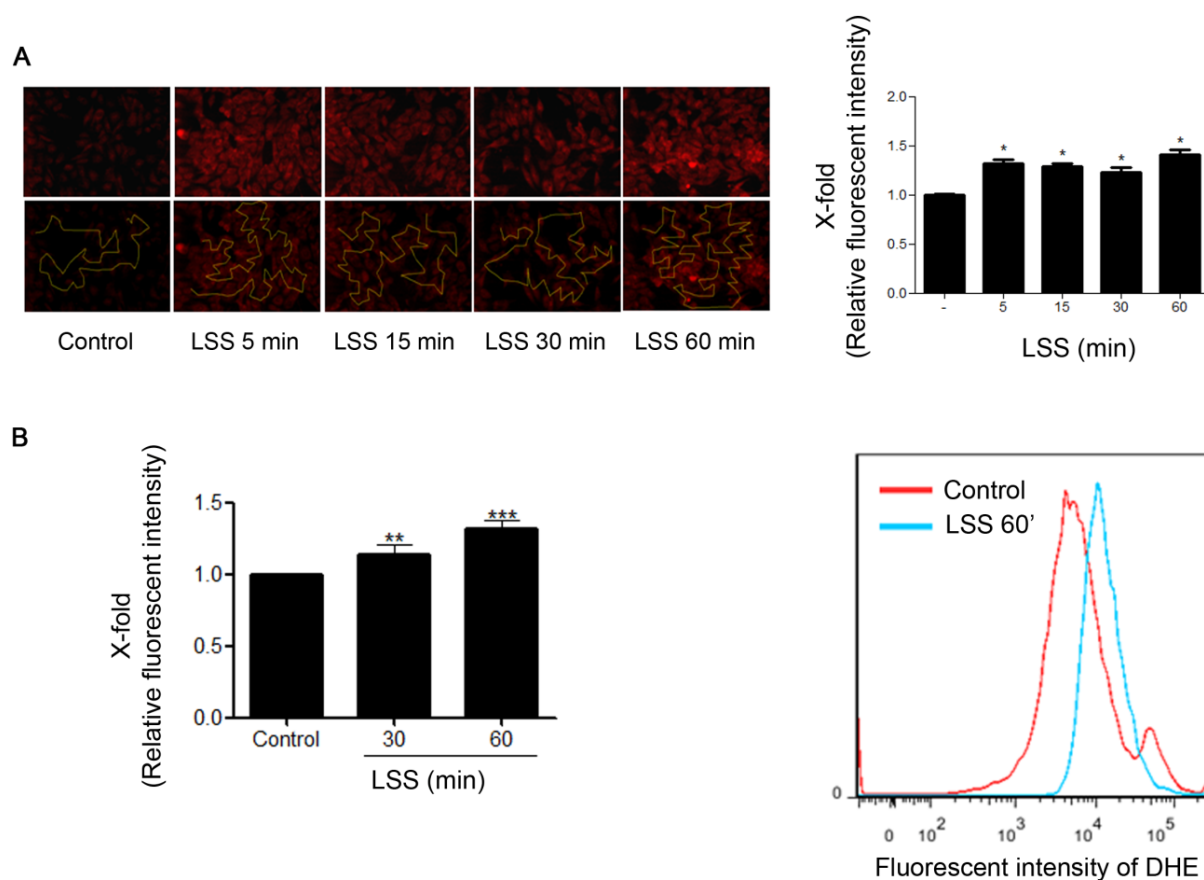 A
Control
LSS 5 min
LSS 15 min
LSS 30 min
LSS 60 min
X-fold
(Relative fluorescent intensity)
2.0
1.5
1.0
0.5
0.0
*
*
*
*
-
5
15
30
60
LSS (min)
B
X-fold
(Relative fluorescent intensity)
1.5
1.0
0.5
0.0
**
***
Control
30
60
LSS (min)
Control
LSS 60’
0
0
10²
10³
10⁴
10⁵
Fluorescent intensity of DHE